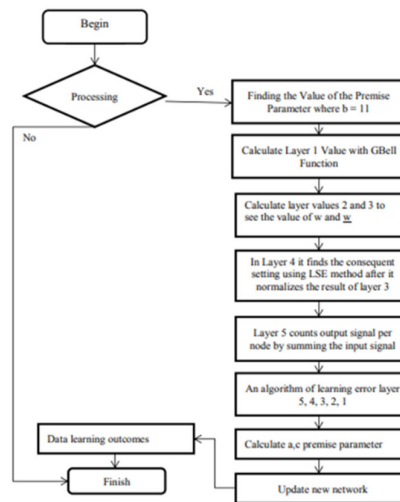 Begin
Processing
Yes
No
Finding the Value of the Premise
Parameter where b = 11
Calculate Layer 1 Value with GBell
Function
Calculate layer values 2 and 3 to
see the value of w and w
In Layer 4 it finds the consequent
setting using LSE method after it
normalizes the result of layer 3
Layer 5 counts output signal per
node by summing the input signal
An algorithm of learning error layer
5, 4, 3, 2, 1
Calculate a,c premise parameter
Update new network
Data learning outcomes
Finish